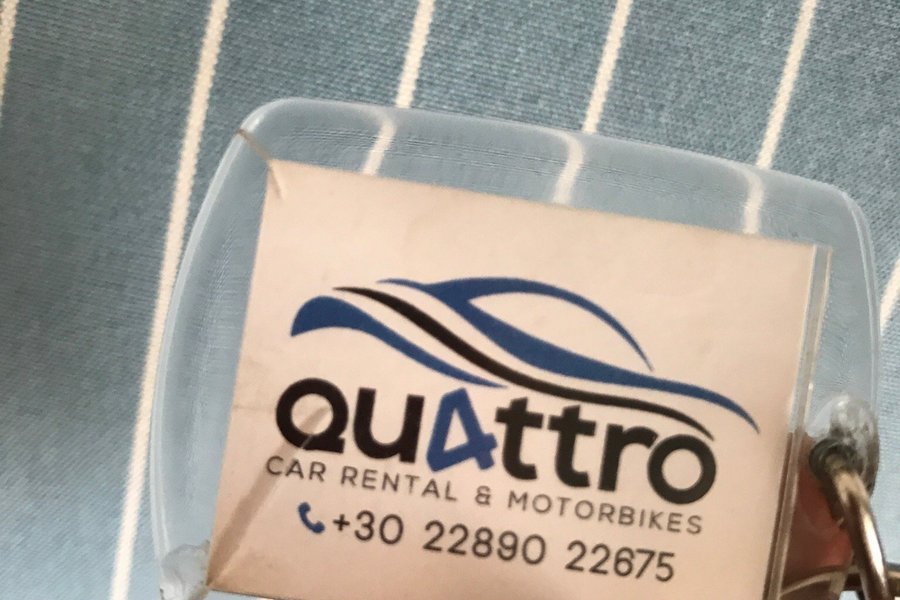 Qu4ttro
CAR RENTAL & MOTORBIKES
+30 22890 22675